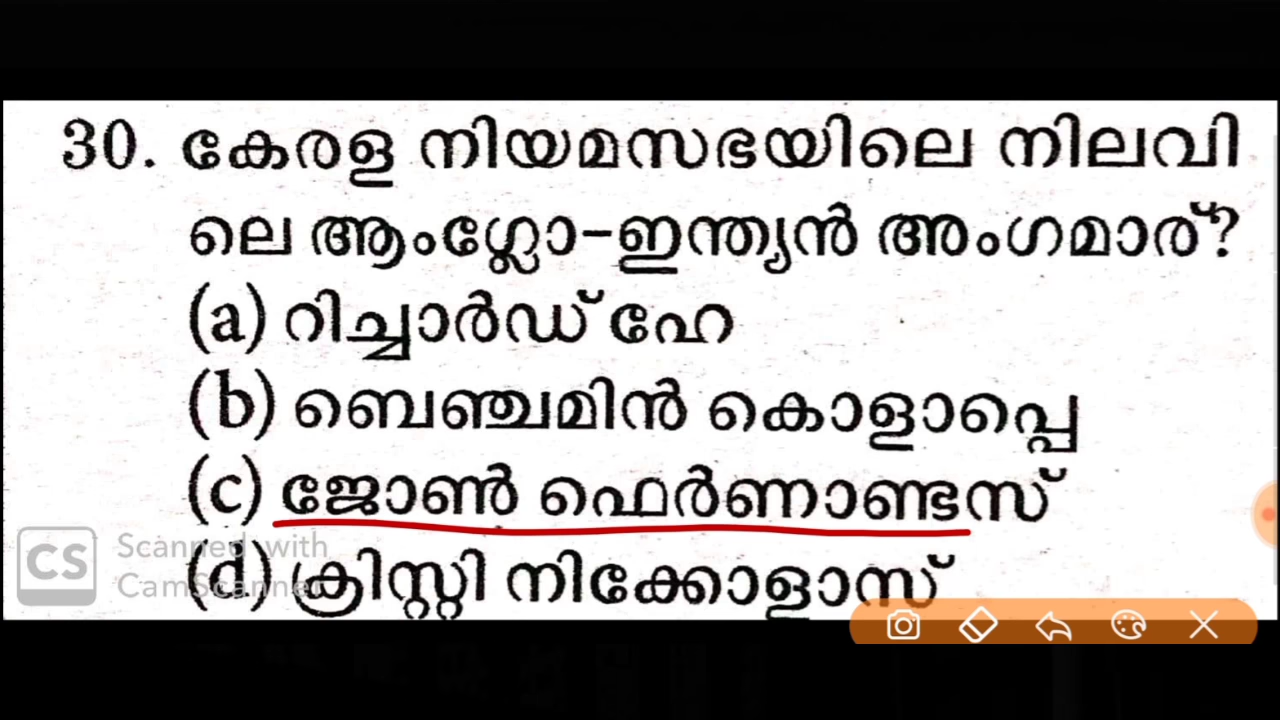 30. കേരള നിയമസഭയിലെ നിലവി
ലെ ആംഗ്ലോ-ഇന്ത്യൻ അംഗമാര്?
(a) റിച്ചാർഡ് ഹേ
(b) ബെഞ്ചമിൻ കൊളാപ്പെ
(c) ജോൺ ഫെർണാണ്ടസ്
(d) ക്രിസ്റ്റി നിക്കോളാസ്
CS Scanned with
CamScanner